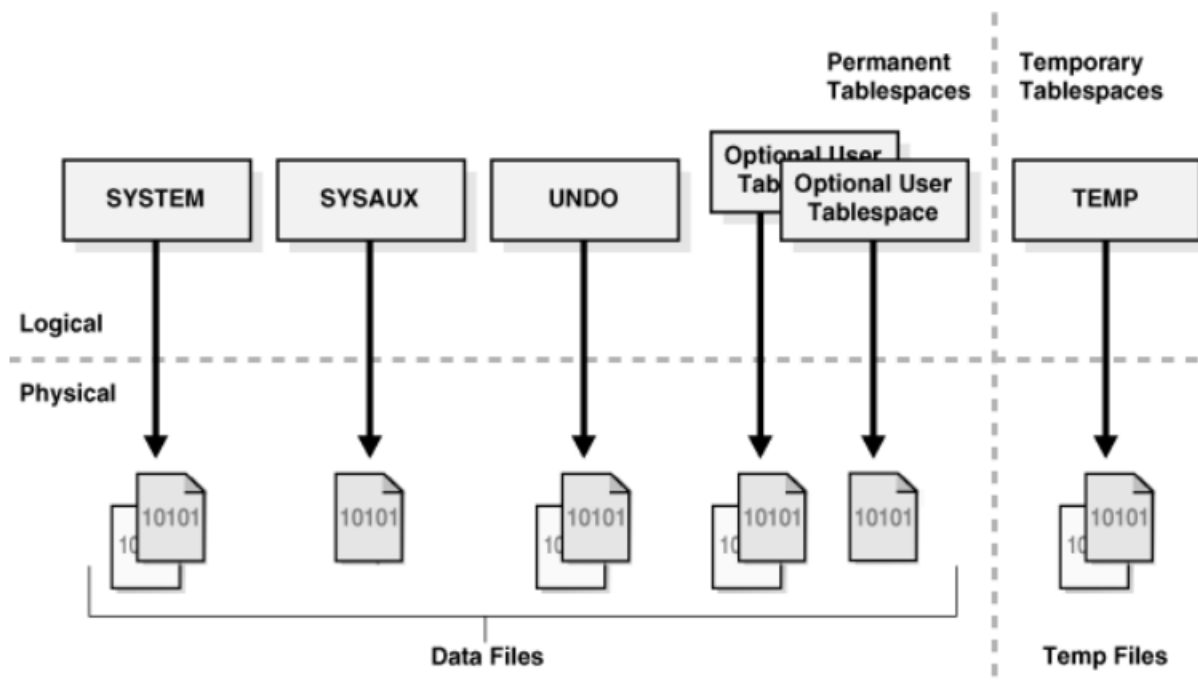 Permanent
Tablespaces
Temporary
Tablespaces
SYSTEM
SYSAUX
UNDO
Optional User
Optional User
Tablespace
TEMP
Logical
Physical
10101
10101
10101
10101
10101
10101
Data Files
Temp Files